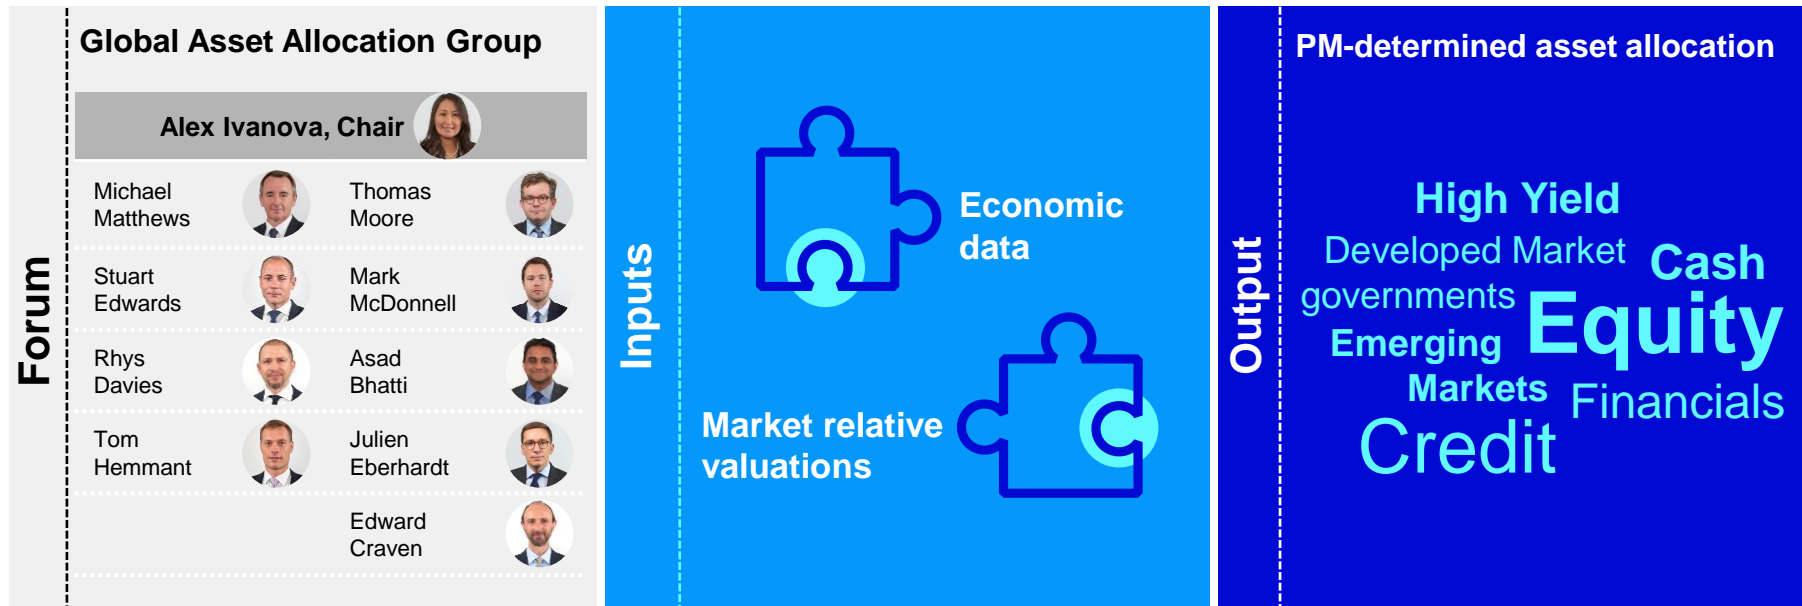 Forum
Global Asset Allocation Group
Alex Ivanova, Chair
Michael
Matthews
Thomas
Moore
Stuart
Edwards
Mark
McDonnell
Rhys
Davies
Asad
Bhatti
Tom
Hemmant
Julien
Eberhardt
Edward
Craven
Inputs
Economic
data
Market relative
valuations
Output
PM-determined asset allocation
High Yield
Developed Market
governments
Cash
Equity
Emerging
Markets
Financials
Credit